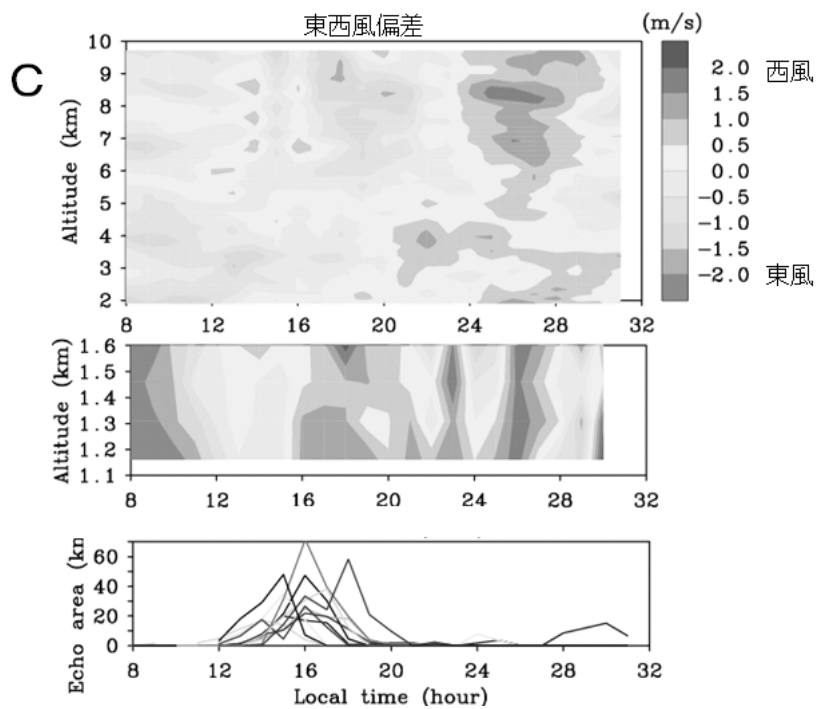 東西風偏差
(m/s)
C
Altitude (km)
10
9
8
7
6
5
4
3
2
8 12 16 20 24 28 32
2.0 西風
1.5
1.0
0.5
0.0
−0.5
−1.0
−1.5
−2.0 東風
Altitude (km)
1.6
1.5
1.4
1.3
1.2
1.1
8 12 16 20 24 28 32
Echo area (km
60
40
20
0
8 12 16 20 24 28 32
Local time (hour)